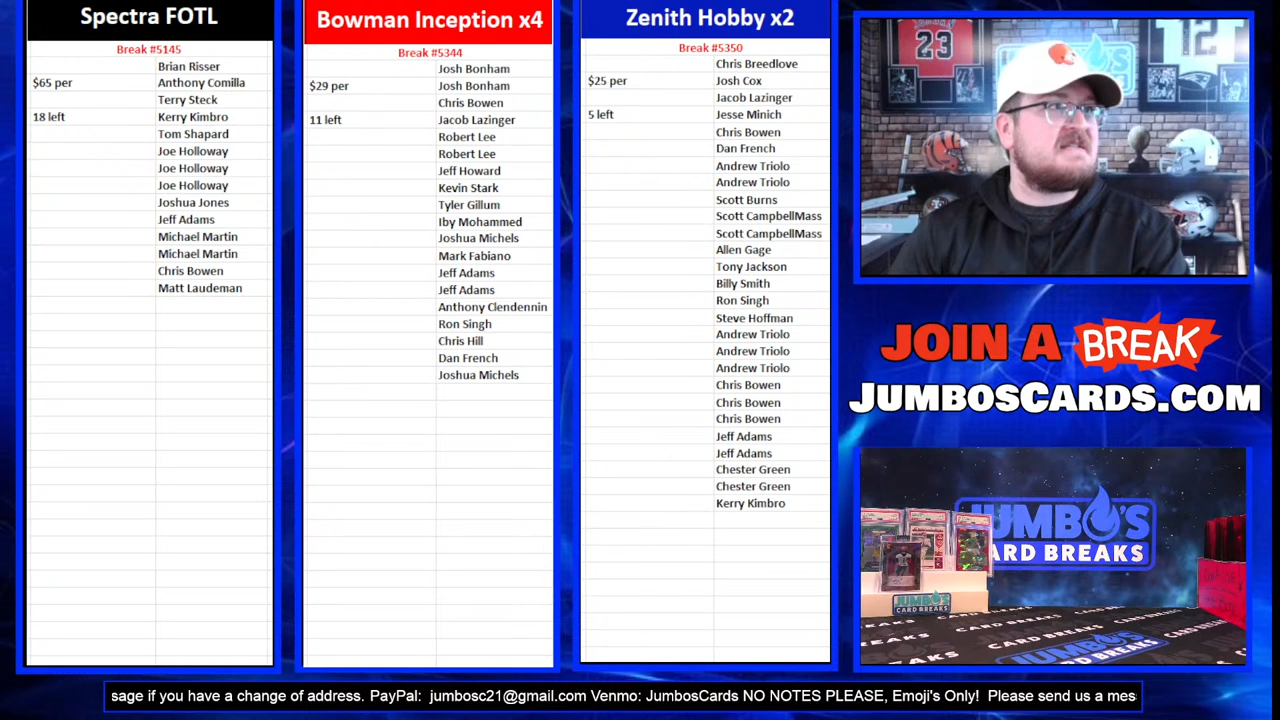 Spectra FOTL
Break #5145
Brian Risser
$65 per
Anthony Comilla
Terry Steck
18 left
Kerry Kimbro
Tom Shapard
Joe Holloway
Joe Holloway
Joe Holloway
Joshua Jones
Jeff Adams
Michael Martin
Michael Martin
Chris Bowen
Matt Laudeman
Bowman Inception x4
Break #5344
Josh Bonham
$29 per
Josh Bonham
Chris Bowen
11 left
Jacob Lazinger
Robert Lee
Robert Lee
Jeff Howard
Kevin Stark
Tyler Gillum
Iby Mohammed
Joshua Michels
Mark Fabiano
Jeff Adams
Jeff Adams
Anthony Clendennin
Ron Singh
Chris Hill
Dan French
Joshua Michels
Zenith Hobby x2
Break #5350
Chris Breedlove
$25 per
Josh Cox
Jacob Lazinger
5 left
Jesse Minich
Chris Bowen
Dan French
Andrew Triolo
Andrew Triolo
Scott Burns
Scott CampbellMass
Scott CampbellMass
Allen Gage
Tony Jackson
Billy Smith
Ron Singh
Steve Hoffman
Andrew Triolo
Andrew Triolo
Andrew Triolo
Chris Bowen
Chris Bowen
Chris Bowen
Jeff Adams
Jeff Adams
Chester Green
Chester Green
Kerry Kimbro
23
12
JOIN A BREAK
JUMBOSCARDS.COM
JUMBO'S
CARD BREAKS
JUMBO'S
CARD BREAKS
JUMBO'S
CARD BREAKS
sage if you have a change of address. PayPal: jumbosc21@gmail.com Venmo: JumbosCards NO NOTES PLEASE, Emoji's Only! Please send us a mes